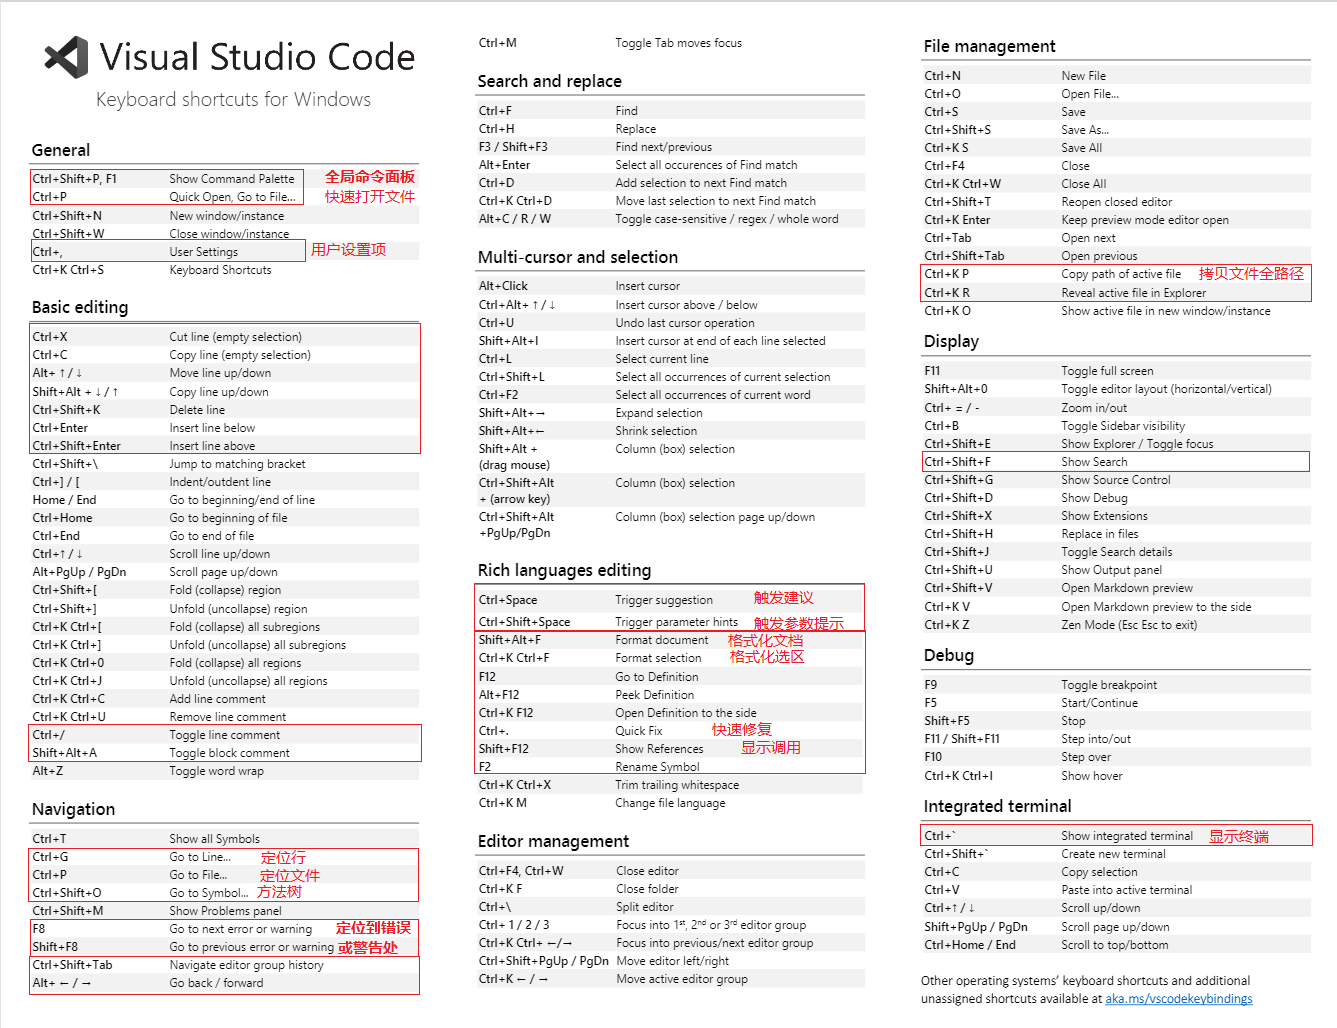 Visual Studio Code
Keyboard shortcuts for Windows
General
Ctrl+Shift+P, F1 Show Command Palette 全局命令面板
Ctrl+P Quick Open, Go to File... 快速打开文件
Ctrl+Shift+N New window/instance
Ctrl+Shift+W Close window/instance
Ctrl+, User Settings 用户设置项
Ctrl+K Ctrl+S Keyboard Shortcuts
Basic editing
Ctrl+X Cut line (empty selection)
Ctrl+C Copy line (empty selection)
Alt+ ↑ / ↓ Move line up/down
Shift+Alt + ↓ / ↑ Copy line up/down
Ctrl+Shift+K Delete line
Ctrl+Enter Insert line below
Ctrl+Shift+Enter Insert line above
Ctrl+Shift+\ Jump to matching bracket
Ctrl+] / [ Indent/outdent line
Home / End Go to beginning/end of line
Ctrl+Home Go to beginning of file
Ctrl+End Go to end of file
Ctrl+↑ / ↓ Scroll line up/down
Alt+PgUp / PgDn Scroll page up/down
Ctrl+Shift+[ Fold (collapse) region
Ctrl+Shift+] Unfold (uncollapse) region
Ctrl+K Ctrl+[ Fold (collapse) all subregions
Ctrl+K Ctrl+] Unfold (uncollapse) all subregions
Ctrl+K Ctrl+0 Fold (collapse) all regions
Ctrl+K Ctrl+J Unfold (uncollapse) all regions
Ctrl+K Ctrl+C Add line comment
Ctrl+K Ctrl+U Remove line comment
Ctrl+/ Toggle line comment
Shift+Alt+A Toggle block comment
Alt+Z Toggle word wrap
Navigation
Ctrl+T Show all Symbols
Ctrl+G Go to Line... 定位行
Ctrl+P Go to File... 定位文件
Ctrl+Shift+O Go to Symbol... 方法树
Ctrl+Shift+M Show Problems panel
F8 Go to next error or warning 定位到错误
Shift+F8 Go to previous error or warning 或警告处
Ctrl+Shift+Tab Navigate editor group history
Alt+ ← / → Go back / forward
Ctrl+M Toggle Tab moves focus
Search and replace
Ctrl+F Find
Ctrl+H Replace
F3 / Shift+F3 Find next/previous
Alt+Enter Select all occurences of Find match
Ctrl+D Add selection to next Find match
Ctrl+K Ctrl+D Move last selection to next Find match
Alt+C / R / W Toggle case-sensitive / regex / whole word
Multi-cursor and selection
Alt+Click Insert cursor
Ctrl+Alt+ ↑ / ↓ Insert cursor above / below
Ctrl+U Undo last cursor operation
Shift+Alt+I Insert cursor at end of each line selected
Ctrl+L Select current line
Ctrl+Shift+L Select all occurrences of current selection
Ctrl+F2 Select all occurrences of current word
Shift+Alt+→ Expand selection
Shift+Alt+← Shrink selection
Shift+Alt + Column (box) selection
(drag mouse)
Ctrl+Shift+Alt Column (box) selection
+ (arrow key)
Ctrl+Shift+Alt Column (box) selection page up/down
+PgUp/PgDn
Rich languages editing
Ctrl+Space Trigger suggestion 触发建议
Ctrl+Shift+Space Trigger parameter hints 触发参数提示
Shift+Alt+F Format document 格式化文档
Ctrl+K Ctrl+F Format selection 格式化选区
F12 Go to Definition
Alt+F12 Peek Definition
Ctrl+K F12 Open Definition to the side
Ctrl+. Quick Fix 快速修复
Shift+F12 Show References 显示调用
F2 Rename Symbol
Ctrl+K Ctrl+X Trim trailing whitespace
Ctrl+K M Change file language
Editor management
Ctrl+F4, Ctrl+W Close editor
Ctrl+K F Close folder
Ctrl+\ Split editor
Ctrl+ 1 / 2 / 3 Focus into 1st, 2nd or 3rd editor group
Ctrl+K Ctrl+ ←/→ Focus into previous/next editor group
Ctrl+Shift+PgUp / PgDn Move editor left/right
Ctrl+K ← / → Move active editor group
File management
Ctrl+N New File
Ctrl+O Open File...
Ctrl+S Save
Ctrl+Shift+S Save As...
Ctrl+K S Save All
Ctrl+F4 Close
Ctrl+K Ctrl+W Close All
Ctrl+Shift+T Reopen closed editor
Ctrl+K Enter Keep preview mode editor open
Ctrl+Tab Open next
Ctrl+Shift+Tab Open previous
Ctrl+K P Copy path of active file 拷贝文件全路径
Ctrl+K R Reveal active file in Explorer
Ctrl+K O Show active file in new window/instance
Display
F11 Toggle full screen
Shift+Alt+0 Toggle editor layout (horizontal/vertical)
Ctrl+ = / - Zoom in/out
Ctrl+B Toggle Sidebar visibility
Ctrl+Shift+E Show Explorer / Toggle focus
Ctrl+Shift+F Show Search
Ctrl+Shift+G Show Source Control
Ctrl+Shift+D Show Debug
Ctrl+Shift+X Show Extensions
Ctrl+Shift+H Replace in files
Ctrl+Shift+J Toggle Search details
Ctrl+Shift+U Show Output panel
Ctrl+Shift+V Open Markdown preview
Ctrl+K V Open Markdown preview to the side
Ctrl+K Z Zen Mode (Esc Esc to exit)
Debug
F9 Toggle breakpoint
F5 Start/Continue
Shift+F5 Stop
F11 / Shift+F11 Step into/out
F10 Step over
Ctrl+K Ctrl+I Show hover
Integrated terminal
Ctrl+` Show integrated terminal 显示终端
Ctrl+Shift+` Create new terminal
Ctrl+C Copy selection
Ctrl+V Paste into active terminal
Ctrl+↑ / ↓ Scroll up/down
Shift+PgUp / PgDn Scroll page up/down
Ctrl+Home / End Scroll to top/bottom
Other operating systems’ keyboard shortcuts and additional
unassigned shortcuts available at aka.ms/vscodekeybindings